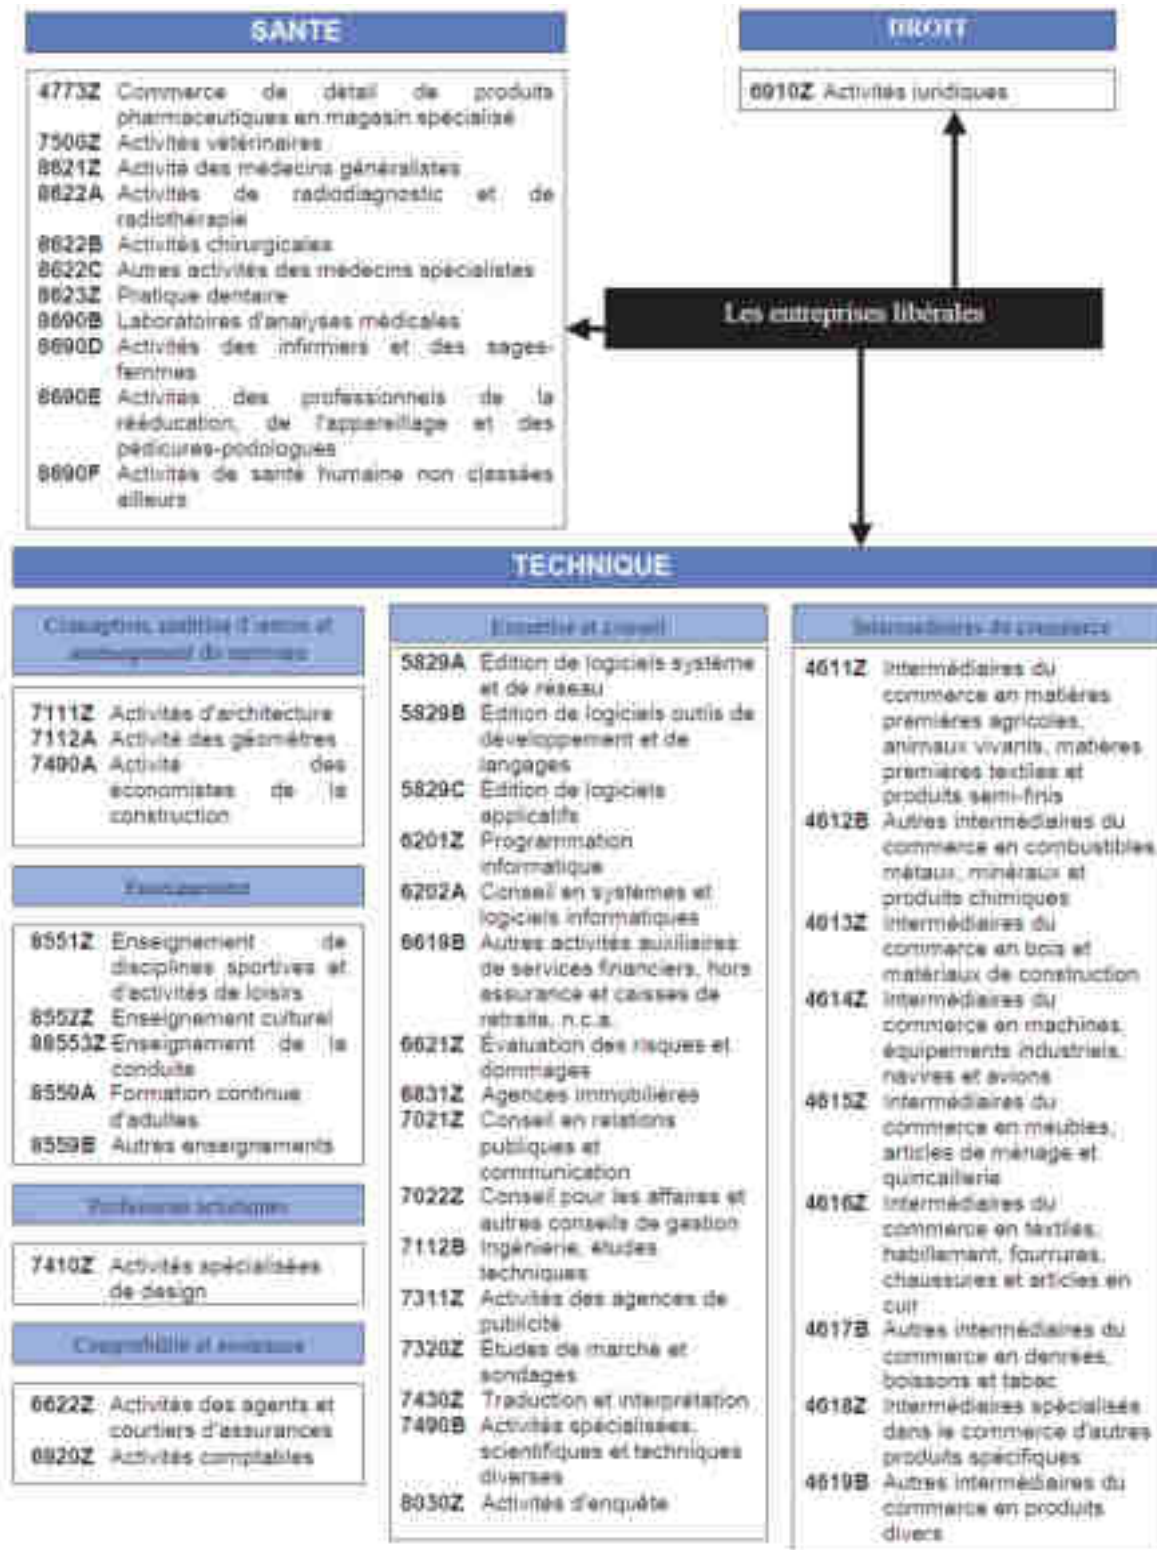 SANTE
4773Z Commerce de détail de produits
pharmaceutiques en magasin spécialisé
7500Z Activités vétérinaires
8621Z Activité des médecins généralistes
8622A Activités de radiodiagnostic et de
radiothérapie
8622B Activités chirurgicales
8622C Autres activités des médecins spécialistes
8623Z Pratique dentaire
8690B Laboratoires d'analyses médicales
8690D Activités des infirmiers et des sages-
femmes
8690E Activités des professionnels de la
rééducation, de l'appareillage et des
pédicures-podologues
8690F Activités de santé humaine non classées
ailleurs
DROIT
6910Z Activités juridiques
Les entreprises libérales
TECHNIQUE
7111Z Activités d'architecture
7112A Activité des géomètres
7490A Activité des
économistes de la
construction
Enseignement
8551Z Enseignement de
disciplines sportives et
d'activités de loisirs
8552Z Enseignement culturel
88553Z Enseignement de la
conduite
8559A Formation continue
d'adultes
8559B Autres enseignements
Professions artistiques
7410Z Activités spécialisées
de design
Comptabilité et assurance
6622Z Activités des agents et
courtiers d'assurances
6920Z Activités comptables
Expertise et conseil
5829A Edition de logiciels système
et de réseau
5829B Edition de logiciels outils de
développement et de
langages
5829C Edition de logiciels
applicatifs
6201Z Programmation
informatique
6202A Conseil en systèmes et
logiciels informatiques
6619B Autres activités auxiliaires
de services financiers, hors
assurance et caisses de
retraite, n.c.a.
6621Z Évaluation des risques et
dommages
6831Z Agences immobilières
7021Z Conseil en relations
publiques et
communication
7022Z Conseil pour les affaires et
autres conseils de gestion
7112B Ingénierie, études
techniques
7311Z Activités des agences de
publicité
7320Z Études de marché et
sondages
7430Z Traduction et interprétation
7490B Activités spécialisées,
scientifiques et techniques
diverses
8030Z Activités d'enquête
Intermédiaires du commerce
4611Z Intermédiaires du
commerce en matières
premières agricoles,
animaux vivants, matières
premières textiles et
produits semi-finis
4612B Autres intermédiaires du
commerce en combustibles,
métaux, minéraux et
produits chimiques
4613Z Intermédiaires du
commerce en bois et
matériaux de construction
4614Z Intermédiaires du
commerce en machines,
équipements industriels,
navires et avions
4615Z Intermédiaires du
commerce en meubles,
articles de ménage et
quincaillerie
4616Z Intermédiaires du
commerce en textiles,
habillement, fourrures,
chaussures et articles en
cuir
4617B Autres intermédiaires du
commerce en denrées,
boissons et tabac
4618Z Intermédiaires spécialisés
dans le commerce d'autres
produits spécifiques
4619B Autres intermédiaires du
commerce en produits
divers